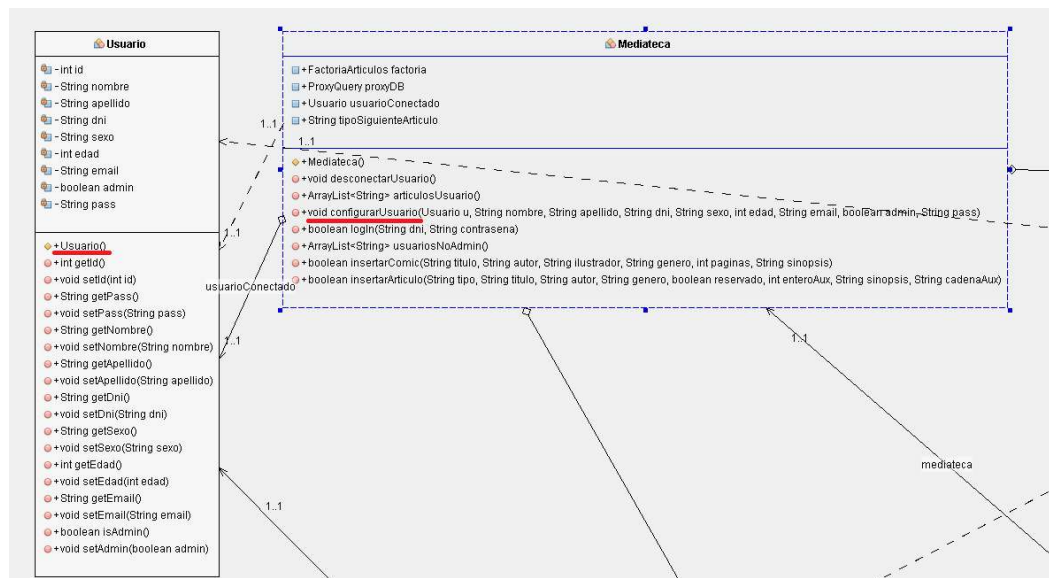 Usuario
-int id
-String nombre
-String apellido
-String dni
-String sexo
-int edad
-String email
-boolean admin
-String pass
+Usuario()
+int getId()
+void setId(int id)
+String getPass()
+void setPass(String pass)
+String getNombre()
+void setNombre(String nombre)
+String getApellido()
+void setApellido(String apellido)
+String getDni()
+void setDni(String dni)
+String getSexo()
+void setSexo(String sexo)
+int getEdad()
+void setEdad(int edad)
+String getEmail()
+void setEmail(String email)
+boolean isAdmin()
+void setAdmin(boolean admin)
1..1
1..1
usuarioConectado
1..1
1..1
Mediateca
+FactoriaArticulos factoria
+ProxyQuery proxyDB
+Usuario usuarioConectado
+String tipoSiguienteArticulo
1..1
+Mediateca()
+void desconectarUsuario()
+ArrayList<String> articulosUsuario()
+void configurarUsuario(Usuario u, String nombre, String apellido, String dni, String sexo, int edad, String email, boolean admin, String pass)
+boolean logIn(String dni, String contrasena)
+ArrayList<String> usuariosNoAdmin()
+boolean insertarComic(String titulo, String autor, String ilustrador, String genero, int paginas, String sinopsis)
+boolean insertarArticulo(String tipo, String titulo, String autor, String genero, boolean reservado, int enteroAux, String sinopsis, String cadenaAux)
1..1
mediateca